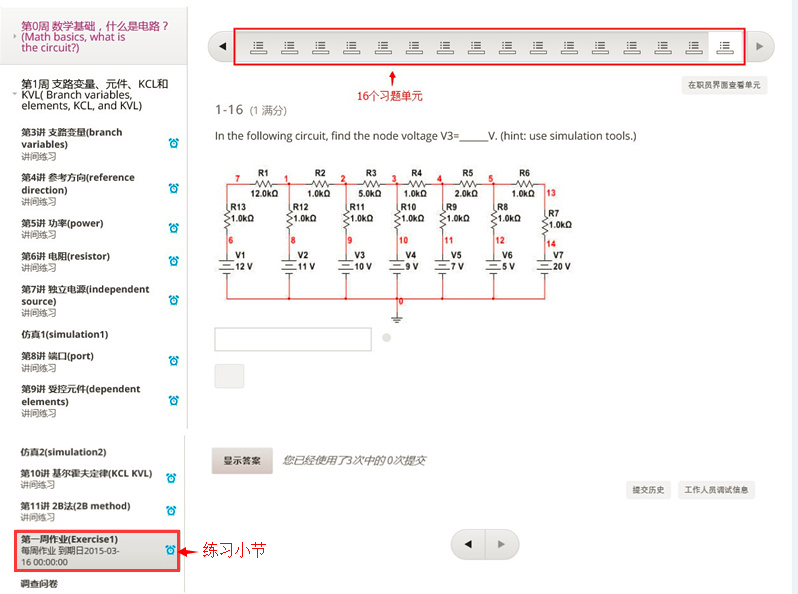 第0周 数学基础，什么是电路？
(Math basics, what is
the circuit?)
第1周 支路变量、元件、KCL和
KVL( Branch variables,
elements, KCL, and KVL)
第3讲 支路变量(branch
variables)
讲间练习
第4讲 参考方向(reference
direction)
讲间练习
第5讲 功率(power)
讲间练习
第6讲 电阻(resistor)
讲间练习
第7讲 独立电源(independent
source)
讲间练习
仿真1(simulation1)
第8讲 端口(port)
讲间练习
第9讲 受控元件(dependent
elements)
讲间练习
仿真2(simulation2)
第10讲 基尔霍夫定律(KCL KVL)
讲间练习
第11讲 2B法(2B method)
讲间练习
第一周作业(Exercise1)
每周作业 到期日2015-03-
16 00:00:00
练习小节
调查问卷
16个习题单元
在职员界面查看单元
1-16 (1 满分)
In the following circuit, find the node voltage V3=______V. (hint: use simulation tools.)
7 R1 1 R2 2 R3 3 R4 4 R5 5 R6
12.0kΩ 1.0kΩ 5.0kΩ 1.0kΩ 2.0kΩ 1.0kΩ 13
R13 R12 R11 R10 R9 R8 R7
1.0kΩ 1.0kΩ 1.0kΩ 1.0kΩ 1.0kΩ 1.0kΩ 1.0kΩ
6 8 9 10 11 12 14
V1 V2 V3 V4 V5 V6 V7
12 V 11 V 10 V 9 V 7 V 5 V 20 V
0
显示答案
您已经使用了3次中的 0次提交
提交历史
工作人员调试信息